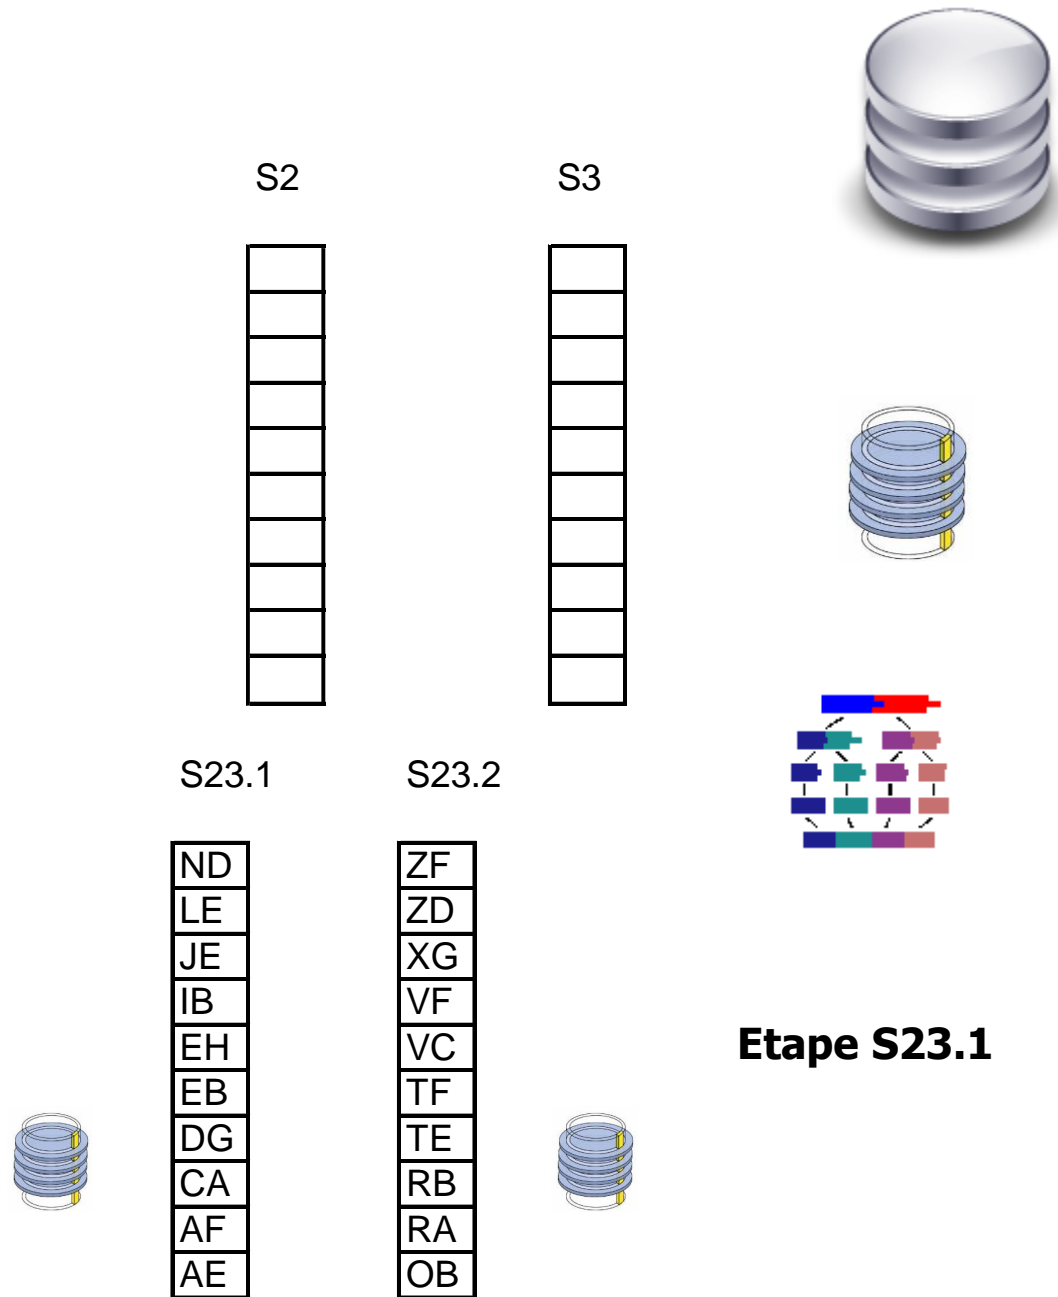 S2 S3
S23.1 S23.2
ND ZF
LE ZD
JE XG
IB VF
EH VC
Etape S23.1
EB TF
DG TE
CA RB
AF RA
AE OB